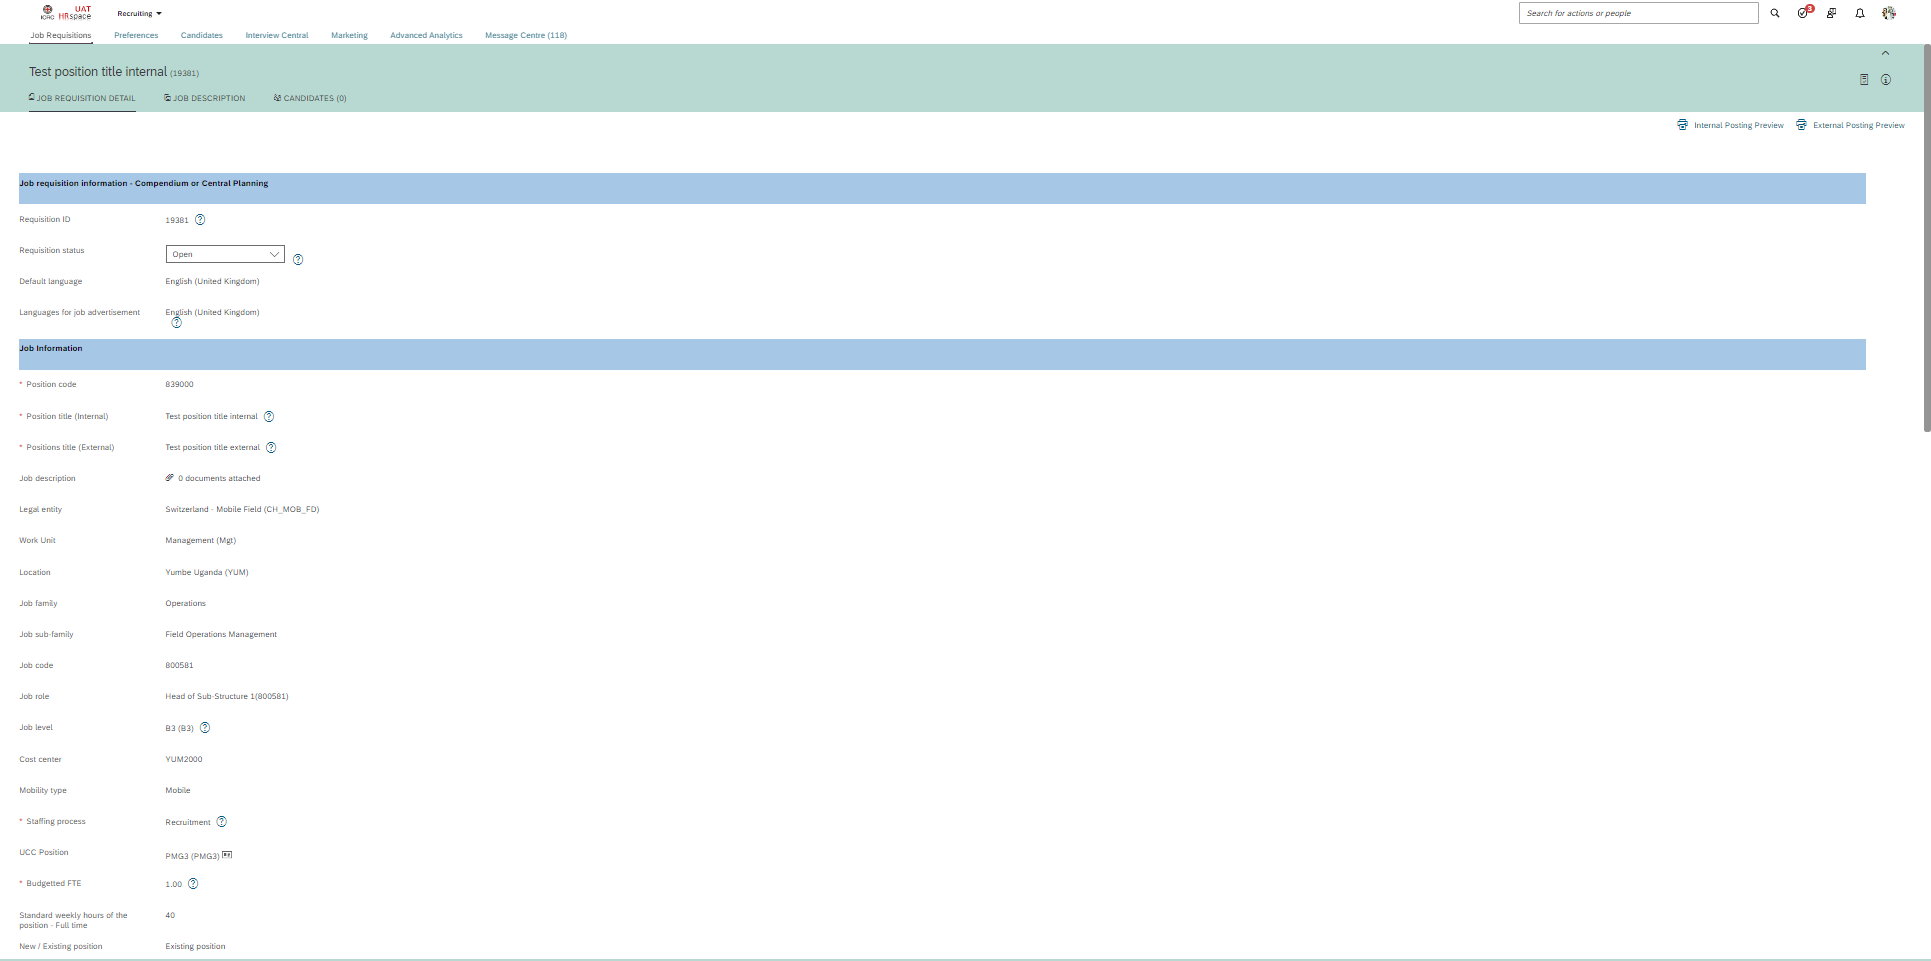 UAT
ICRC HRspace
Recruiting
Search for actions or people
3
Job Requisitions
Preferences
Candidates
Interview Central
Marketing
Advanced Analytics
Message Centre (118)
Test position title internal (19381)
JOB REQUISITION DETAIL
JOB DESCRIPTION
CANDIDATES (0)
Internal Posting Preview
External Posting Preview
Job requisition information - Compendium or Central Planning
Requisition ID 19381
Requisition status Open
Default language English (United Kingdom)
Languages for job advertisement English (United Kingdom)
Job Information
* Position code 839000
* Position title (Internal) Test position title internal
* Positions title (External) Test position title external
Job description 0 documents attached
Legal entity Switzerland - Mobile Field (CH_MOB_FD)
Work Unit Management (Mgt)
Location Yumbe Uganda (YUM)
Job family Operations
Job sub-family Field Operations Management
Job code 800581
Job role Head of Sub-Structure 1(800581)
Job level B3 (B3)
Cost center YUM2000
Mobility type Mobile
* Staffing process Recruitment
UCC Position PMG3 (PMG3)
* Budgetted FTE 1.00
Standard weekly hours of the 40
position - Full time
New / Existing position Existing position